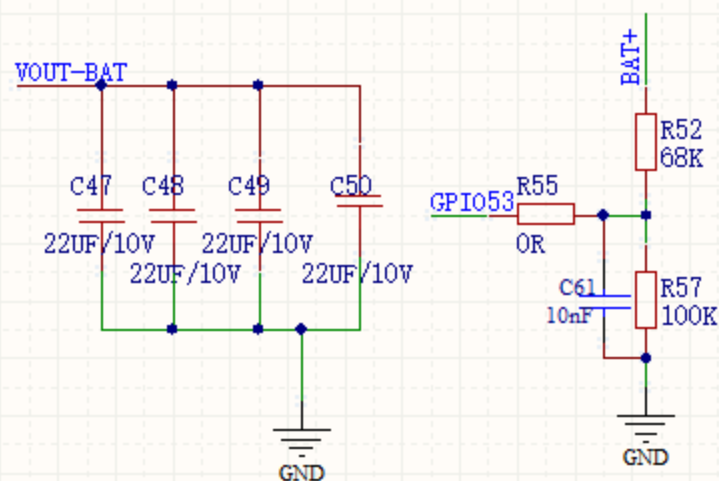 VOUT-BAT
C47
C48
C49
C50
22UF/10V
22UF/10V
22UF/10V
22UF/10V
GND
BAT+
R52
68K
GPIO53
R55
0R
C61
10nF
R57
100K
GND